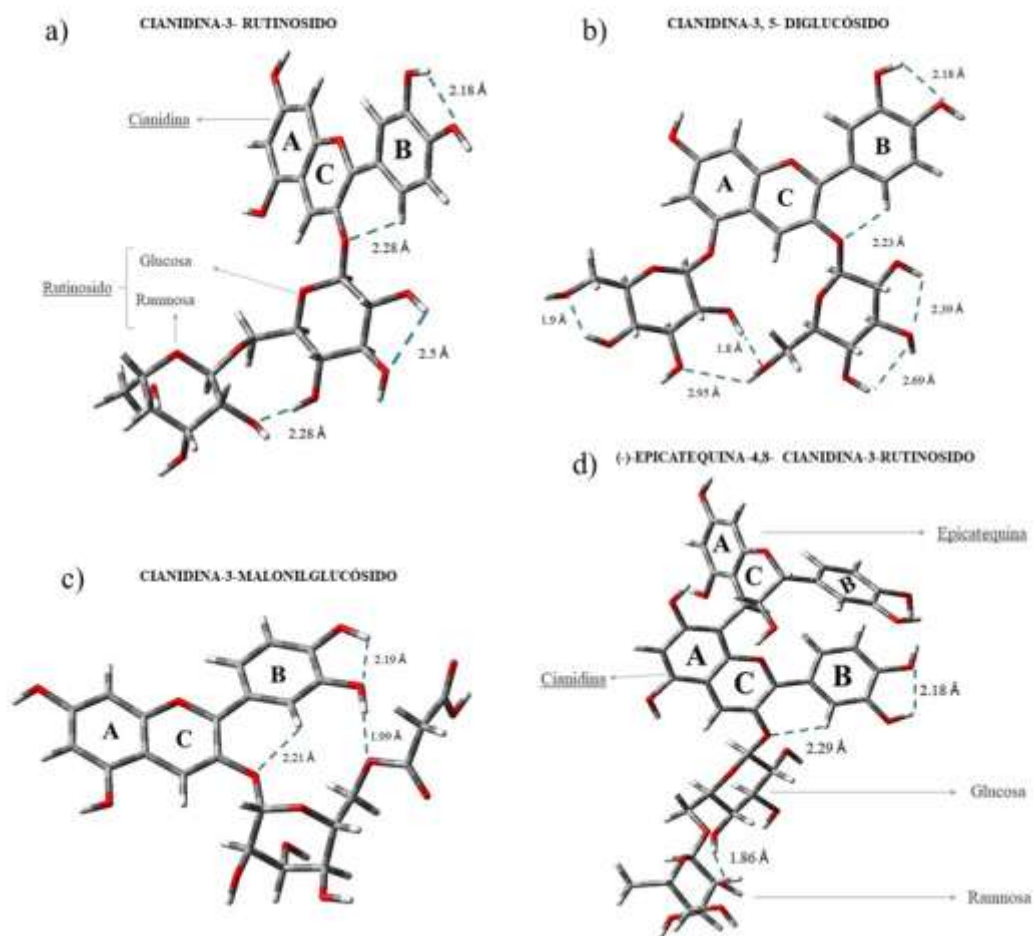 a)
CIANIDINA-3- RUTINOSIDO
Cianidina
A
B
C
2.18 Å
2.28 Å
Rutinosido
Glucosa
Ramnosa
2.5 Å
2.28 Å
b)
CIANIDINA-3, 5- DIGLUCÓSIDO
2.18 Å
B
A
C
2.23 Å
1.9 Å
1.8 Å
2.39 Å
2.95 Å
2.69 Å
c)
CIANIDINA-3-MALONILGLUCÓSIDO
B
2.19 Å
A
C
1.99 Å
2.21 Å
d)
(-)-EPICATEQUINA-4,8- CIANIDINA-3-RUTINOSIDO
A
Epicatequina
C
B
Cianidina
A
C
B
2.18 Å
2.29 Å
Glucosa
1.86 Å
Ramnosa